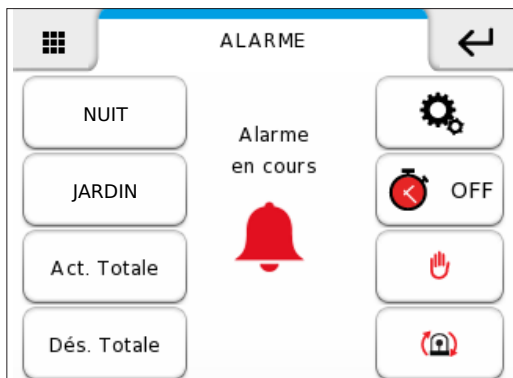 ALARME
NUIT
JARDIN
Act. Totale
Dés. Totale
Alarme
en cours
OFF